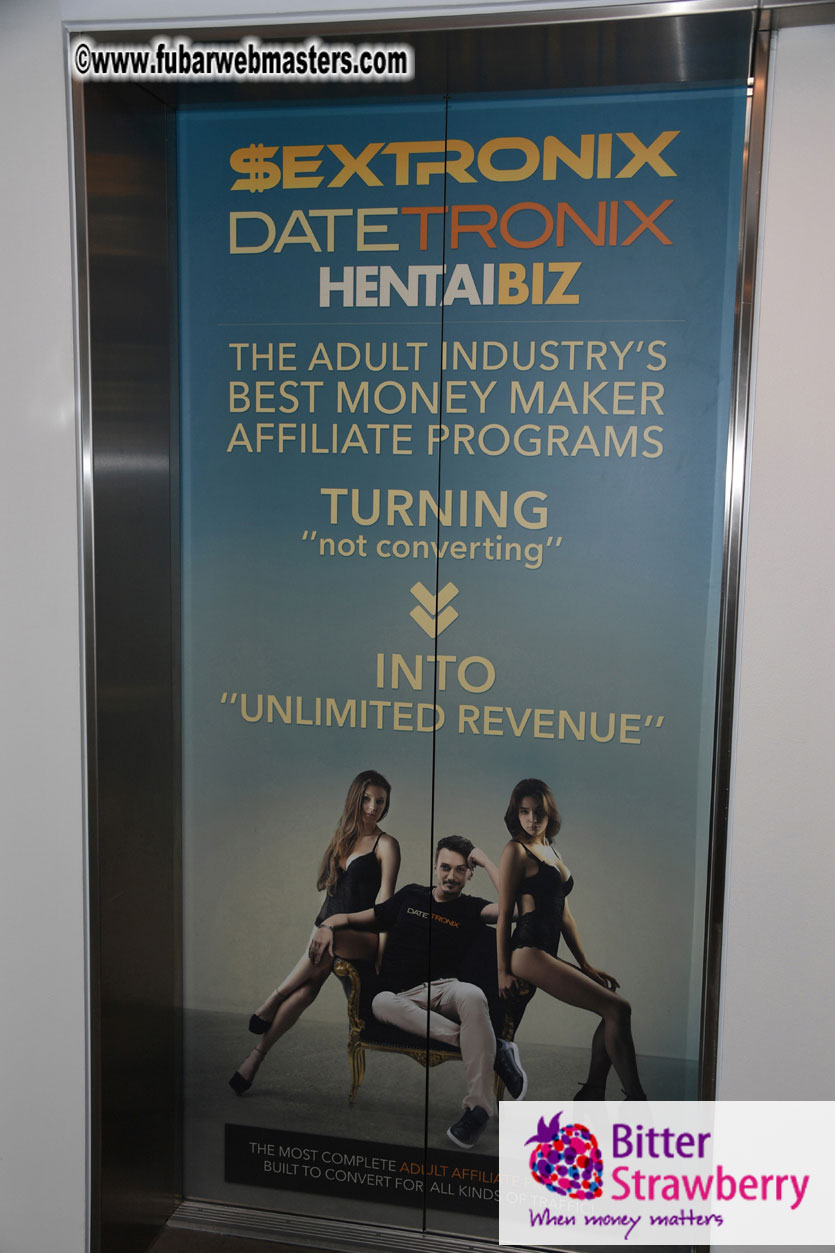 ©www.fubarwebmasters.com
$EXTRONIX
DATETRONIX
HENTAIBIZ
THE ADULT INDUSTRY'S
BEST MONEY MAKER
AFFILIATE PROGRAMS
TURNING
"not converting"
INTO
"UNLIMITED REVENUE"
DATETRONIX
THE MOST COMPLETE ADULT AFFILIATE
BUILT TO CONVERT FOR ALL KINDS OF TRAFFIC
Bitter
Strawberry
When money matters